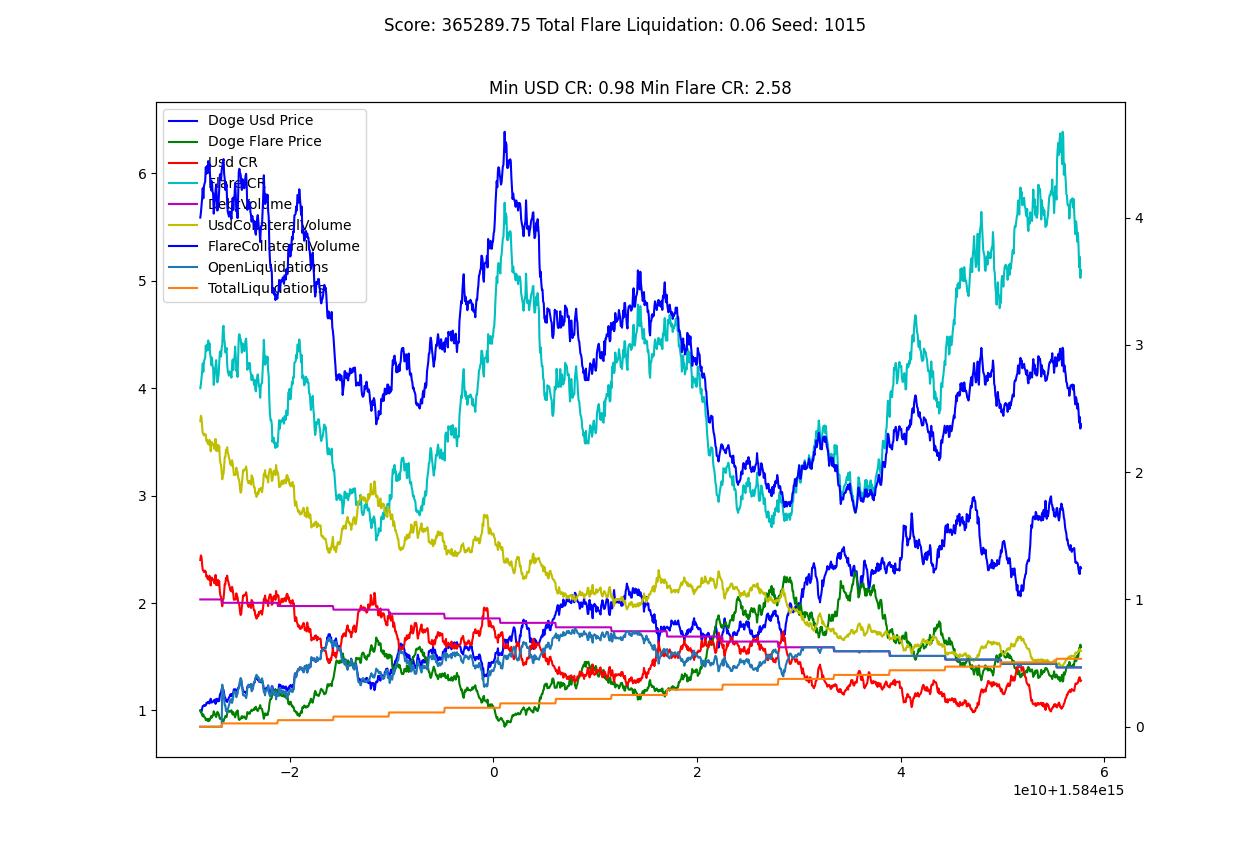 Score: 365289.75 Total Flare Liquidation: 0.06 Seed: 1015
Min USD CR: 0.98 Min Flare CR: 2.58
Doge Usd Price
Doge Flare Price
Usd CR
Flare CR
DebtVolume
UsdCollateralVolume
FlareCollateralVolume
OpenLiquidations
TotalLiquidations
6
5
4
3
2
1
4
3
2
1
0
−2
0
2
4
6
1e10+1.584e15